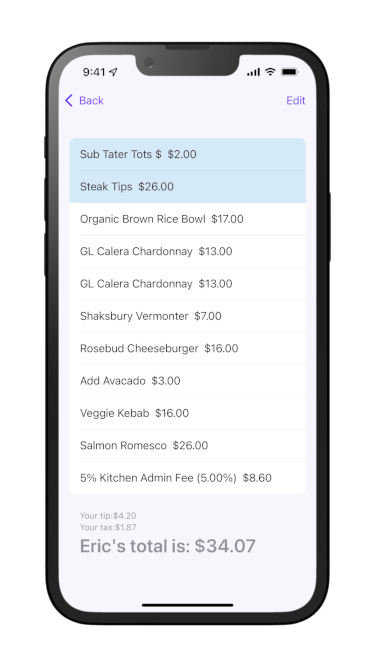 9:41
Back Edit
Sub Tater Tots $ $2.00
Steak Tips $26.00
Organic Brown Rice Bowl $17.00
GL Calera Chardonnay $13.00
GL Calera Chardonnay $13.00
Shaksbury Vermonter $7.00
Rosebud Cheeseburger $16.00
Add Avacado $3.00
Veggie Kebab $16.00
Salmon Romesco $26.00
5% Kitchen Admin Fee (5.00%) $8.60
Your tip:$4.20
Your tax:$1.87
Eric's total is: $34.07